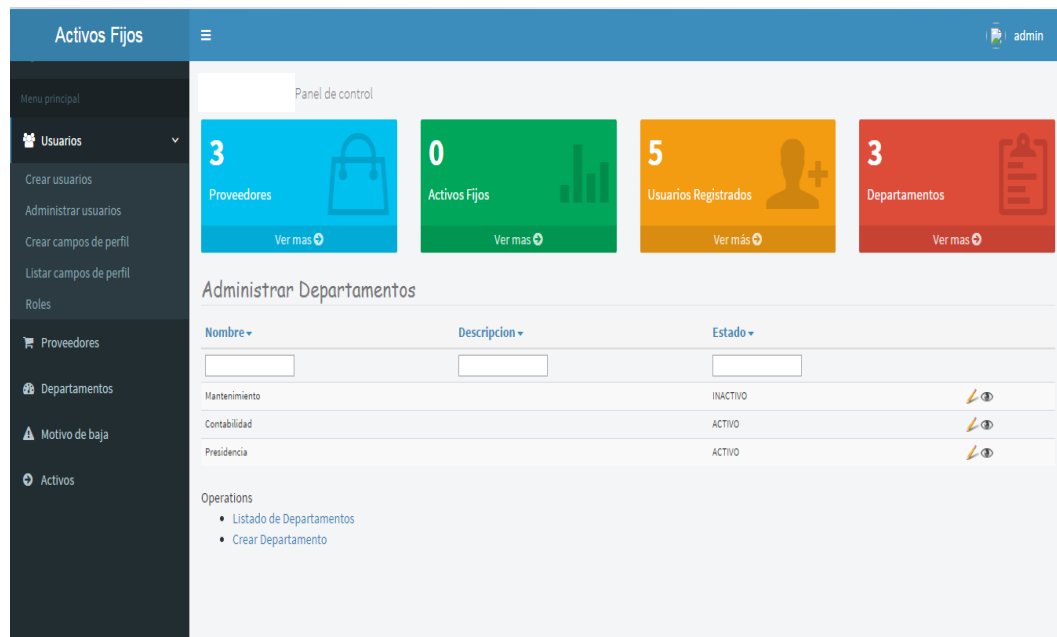 Activos Fijos
admin
Menu principal
Usuarios
Crear usuarios
Administrar usuarios
Crear campos de perfil
Listar campos de perfil
Roles
Proveedores
Departamentos
Motivo de baja
Activos
Panel de control
3
Proveedores
Ver mas
0
Activos Fijos
Ver mas
5
Usuarios Registrados
Ver más
3
Departamentos
Ver mas
Administrar Departamentos
Nombre Descripcion Estado
Mantenimiento INACTIVO
Contabilidad ACTIVO
Presidencia ACTIVO
Operations
Listado de Departamentos
Crear Departamento